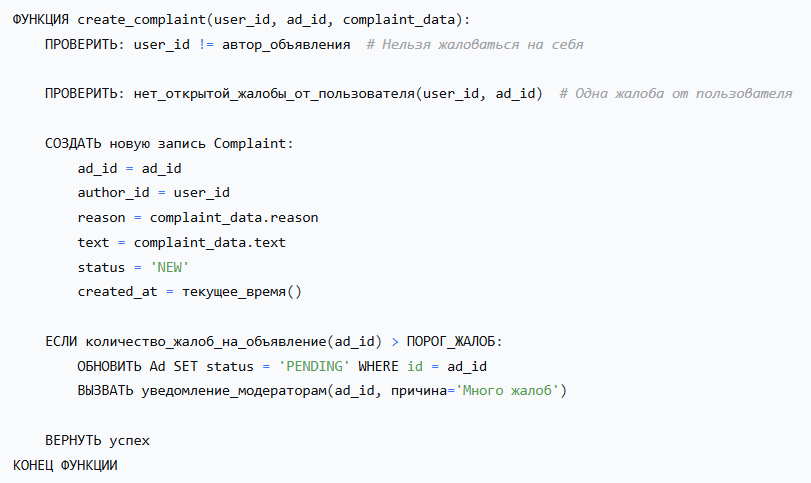 ФУНКЦИЯ create_complaint(user_id, ad_id, complaint_data):
ПРОВЕРИТЬ: user_id != автор_объявления # Нельзя жаловаться на себя
ПРОВЕРИТЬ: нет_открытой_жалобы_от_пользователя(user_id, ad_id) # Одна жалоба от пользователя
СОЗДАТЬ новую запись Complaint:
ad_id = ad_id
author_id = user_id
reason = complaint_data.reason
text = complaint_data.text
status = 'NEW'
created_at = текущее_время()
ЕСЛИ количество_жалоб_на_объявление(ad_id) > ПОРОГ_ЖАЛОБ:
ОБНОВИТЬ Ad SET status = 'PENDING' WHERE id = ad_id
ВЫЗВАТЬ уведомление_модераторам(ad_id, причина='Много жалоб')
ВЕРНУТЬ успех
КОНЕЦ ФУНКЦИИ